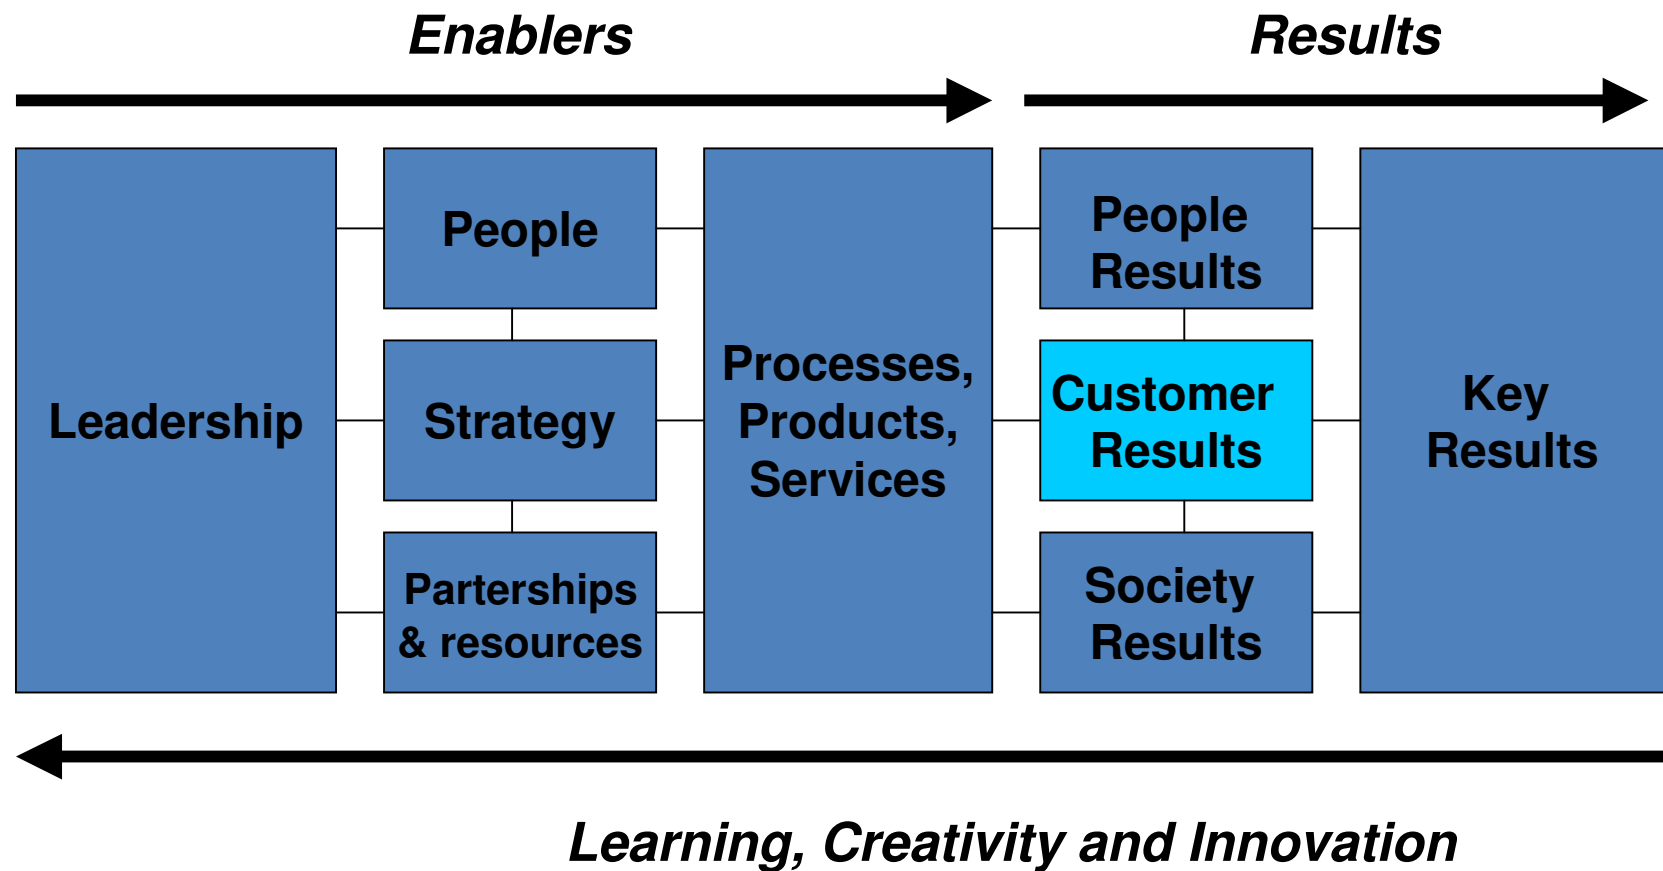 Enablers
Results
Leadership
People
Strategy
Parterships
& resources
Processes,
Products,
Services
People
Results
Customer
Results
Society
Results
Key
Results
Learning, Creativity and Innovation